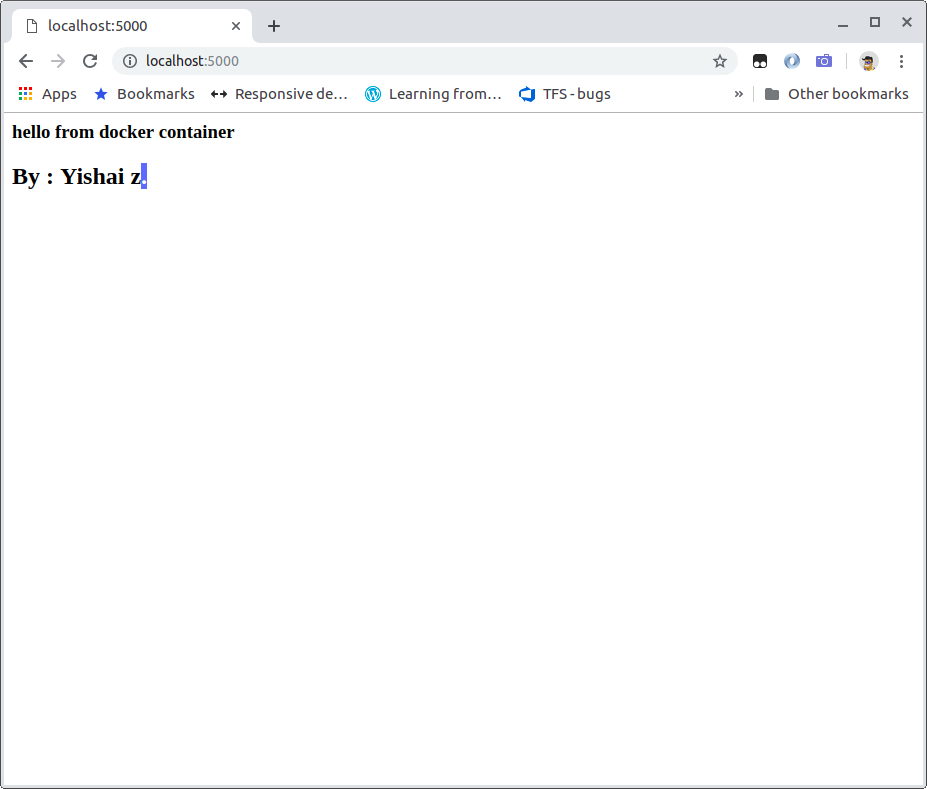 localhost:5000
localhost:5000
Apps Bookmarks Responsive de... Learning from... TFS - bugs » Other bookmarks
hello from docker container
By : Yishai z.